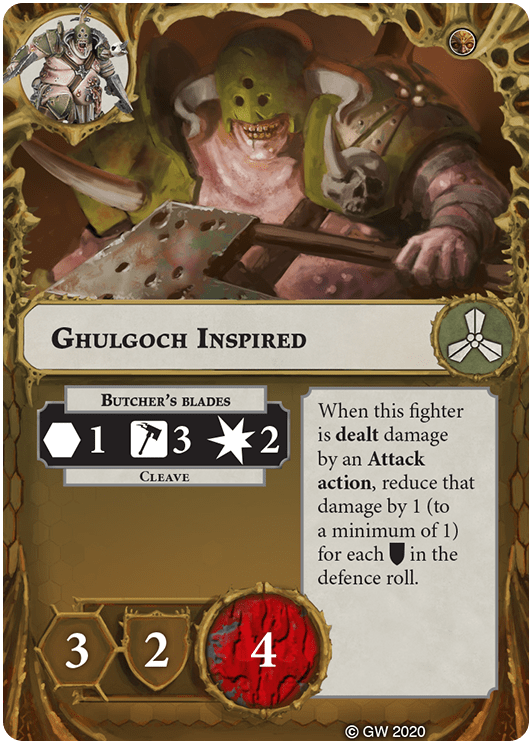 Ghulgoch Inspired
Butcher's blades
1 3 2
Cleave
When this fighter
is dealt damage
by an Attack
action, reduce that
damage by 1 (to
a minimum of 1)
for each in the
defence roll.
3 2 4
© GW 2020